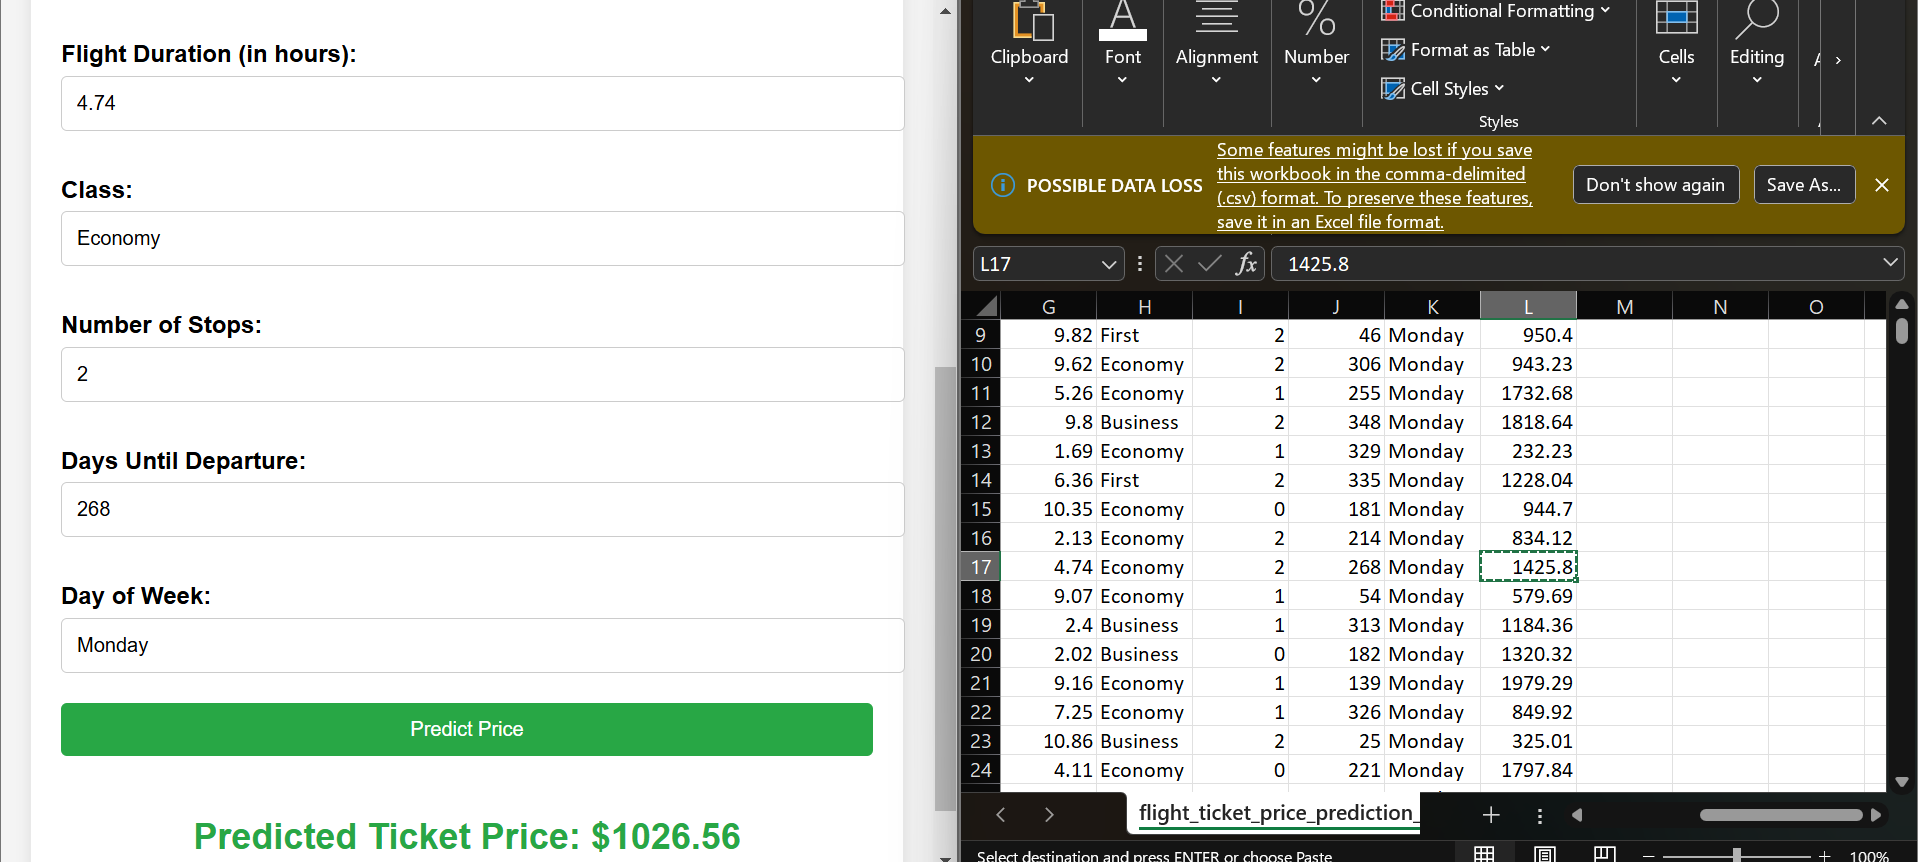 Flight Duration (in hours):
4.74
Class:
Economy
Number of Stops:
2
Days Until Departure:
268
Day of Week:
Monday
Predict Price
Predicted Ticket Price: $1026.56
Clipboard
Font
Alignment
Number
Conditional Formatting
Format as Table
Cell Styles
Styles
Cells
Editing
POSSIBLE DATA LOSS
Some features might be lost if you save
this workbook in the comma-delimited
(.csv) format. To preserve these features,
save it in an Excel file format.
Don't show again
Save As...
L17
fx
1425.8
G H I J K L M N O
9 9.82 First 2 46 Monday 950.4
10 9.62 Economy 2 306 Monday 943.23
11 5.26 Economy 1 255 Monday 1732.68
12 9.8 Business 2 348 Monday 1818.64
13 1.69 Economy 1 329 Monday 232.23
14 6.36 First 2 335 Monday 1228.04
15 10.35 Economy 0 181 Monday 944.7
16 2.13 Economy 2 214 Monday 834.12
17 4.74 Economy 2 268 Monday 1425.8
18 9.07 Economy 1 54 Monday 579.69
19 2.4 Business 1 313 Monday 1184.36
20 2.02 Business 0 182 Monday 1320.32
21 9.16 Economy 1 139 Monday 1979.29
22 7.25 Economy 1 326 Monday 849.92
23 10.86 Business 2 25 Monday 325.01
24 4.11 Economy 0 221 Monday 1797.84
flight_ticket_price_prediction_
Select destination and press ENTER or choose Paste
100%